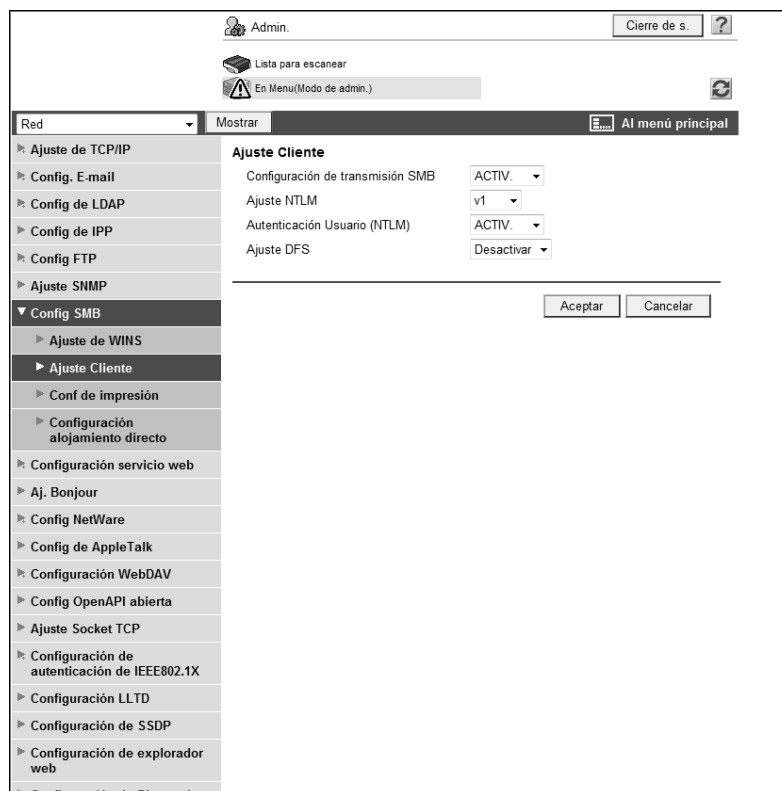 Admin.
Cierre de s.
?
Lista para escanear
En Menu(Modo de admin.)
Red
Mostrar
Al menú principal
Ajuste de TCP/IP
Config. E-mail
Config de LDAP
Config de IPP
Config FTP
Ajuste SNMP
Config SMB
Ajuste de WINS
Ajuste Cliente
Conf de impresión
Configuración
alojamiento directo
Configuración servicio web
Aj. Bonjour
Config NetWare
Config de AppleTalk
Configuración WebDAV
Config OpenAPI abierta
Ajuste Socket TCP
Configuración de
autenticación de IEEE802.1X
Configuración LLTD
Configuración de SSDP
Configuración de explorador
web
Ajuste Cliente
Configuración de transmisión SMB ACTIV.
Ajuste NTLM v1
Autenticación Usuario (NTLM) ACTIV.
Ajuste DFS Desactivar
Aceptar Cancelar